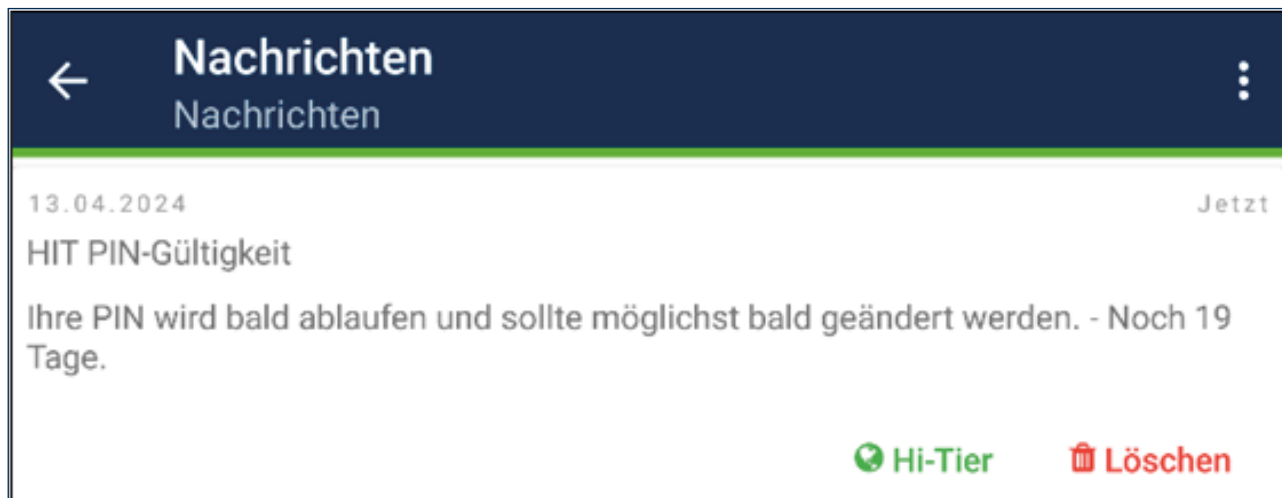 Nachrichten
Nachrichten
13.04.2024 Jetzt
HIT PIN-Gültigkeit
Ihre PIN wird bald ablaufen und sollte möglichst bald geändert werden. - Noch 19
Tage.
Hi-Tier Löschen